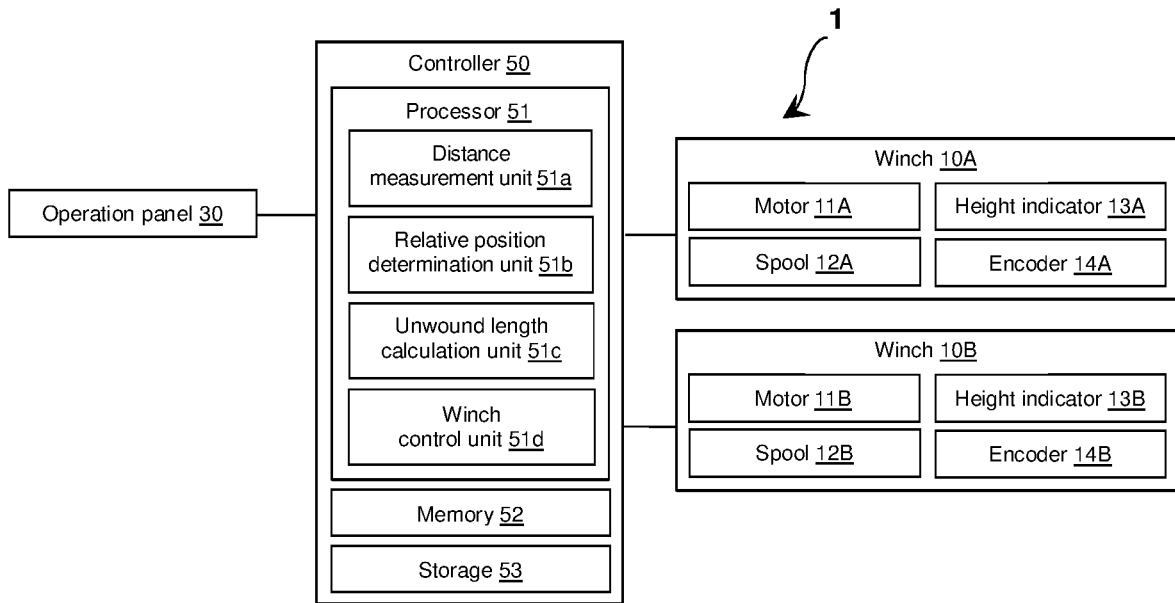 1
Controller 50
Processor 51
Distance
measurement unit 51a
Relative position
determination unit 51b
Unwound length
calculation unit 51c
Winch
control unit 51d
Memory 52
Storage 53
Operation panel 30
Winch 10A
Motor 11A
Height indicator 13A
Spool 12A
Encoder 14A
Winch 10B
Motor 11B
Height indicator 13B
Spool 12B
Encoder 14B